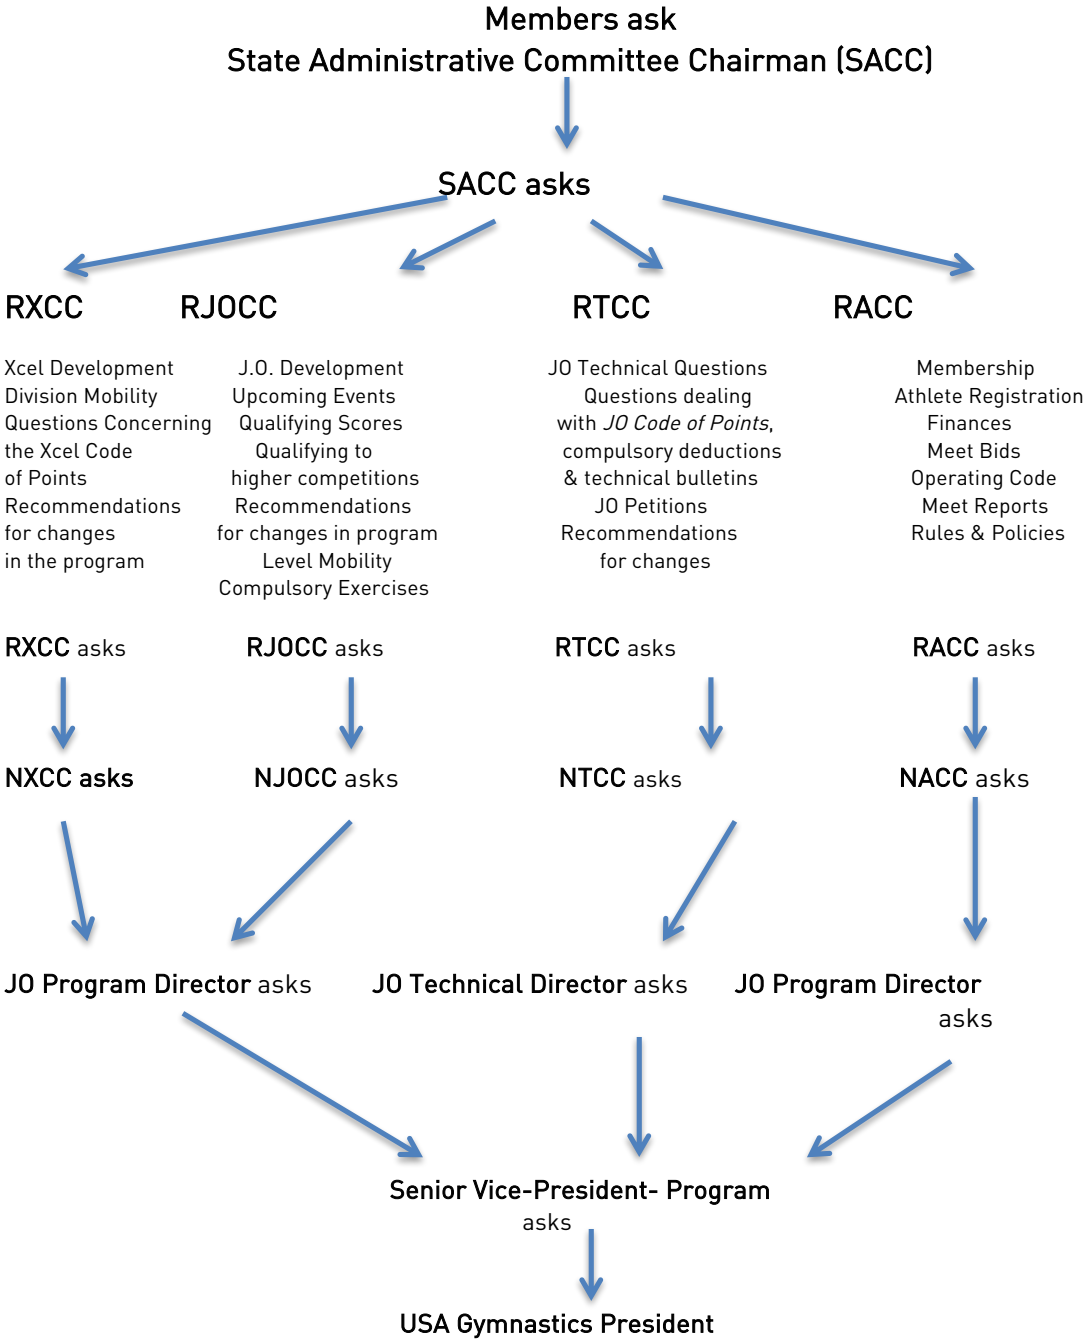 Members ask
State Administrative Committee Chairman (SACC)
SACC asks
RXCC
RJOCC
RTCC
RACC
Xcel Development
Division Mobility
Questions Concerning
the Xcel Code
of Points
Recommendations
for changes
in the program
J.O. Development
Upcoming Events
Qualifying Scores
Qualifying to
higher competitions
Recommendations
for changes in program
Level Mobility
Compulsory Exercises
JO Technical Questions
Questions dealing
with JO Code of Points,
compulsory deductions
& technical bulletins
JO Petitions
Recommendations
for changes
Membership
Athlete Registration
Finances
Meet Bids
Operating Code
Meet Reports
Rules & Policies
RXCC asks
RJOCC asks
RTCC asks
RACC asks
NXCC asks
NJOCC asks
NTCC asks
NACC asks
JO Program Director asks
JO Technical Director asks
JO Program Director
asks
Senior Vice-President- Program
asks
USA Gymnastics President